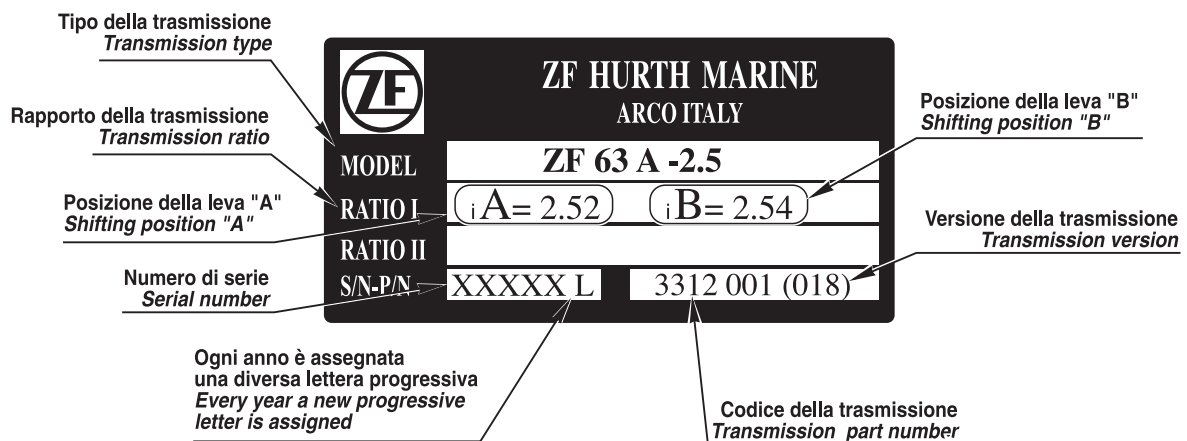 Tipo della trasmissione
Transmission type
Rapporto della trasmissione
Transmission ratio
Posizione della leva "A"
Shifting position "A"
Numero di serie
Serial number
Ogni anno è assegnata
una diversa lettera progressiva
Every year a new progressive
letter is assigned
ZF
ZF HURTH MARINE
ARCO ITALY
MODEL ZF 63 A -2.5
RATIO I iA= 2.52 iB= 2.54
RATIO II
S/N-P/N XXXXX L 3312 001 (018)
Posizione della leva "B"
Shifting position "B"
Versione della trasmissione
Transmission version
Codice della trasmissione
Transmission part number